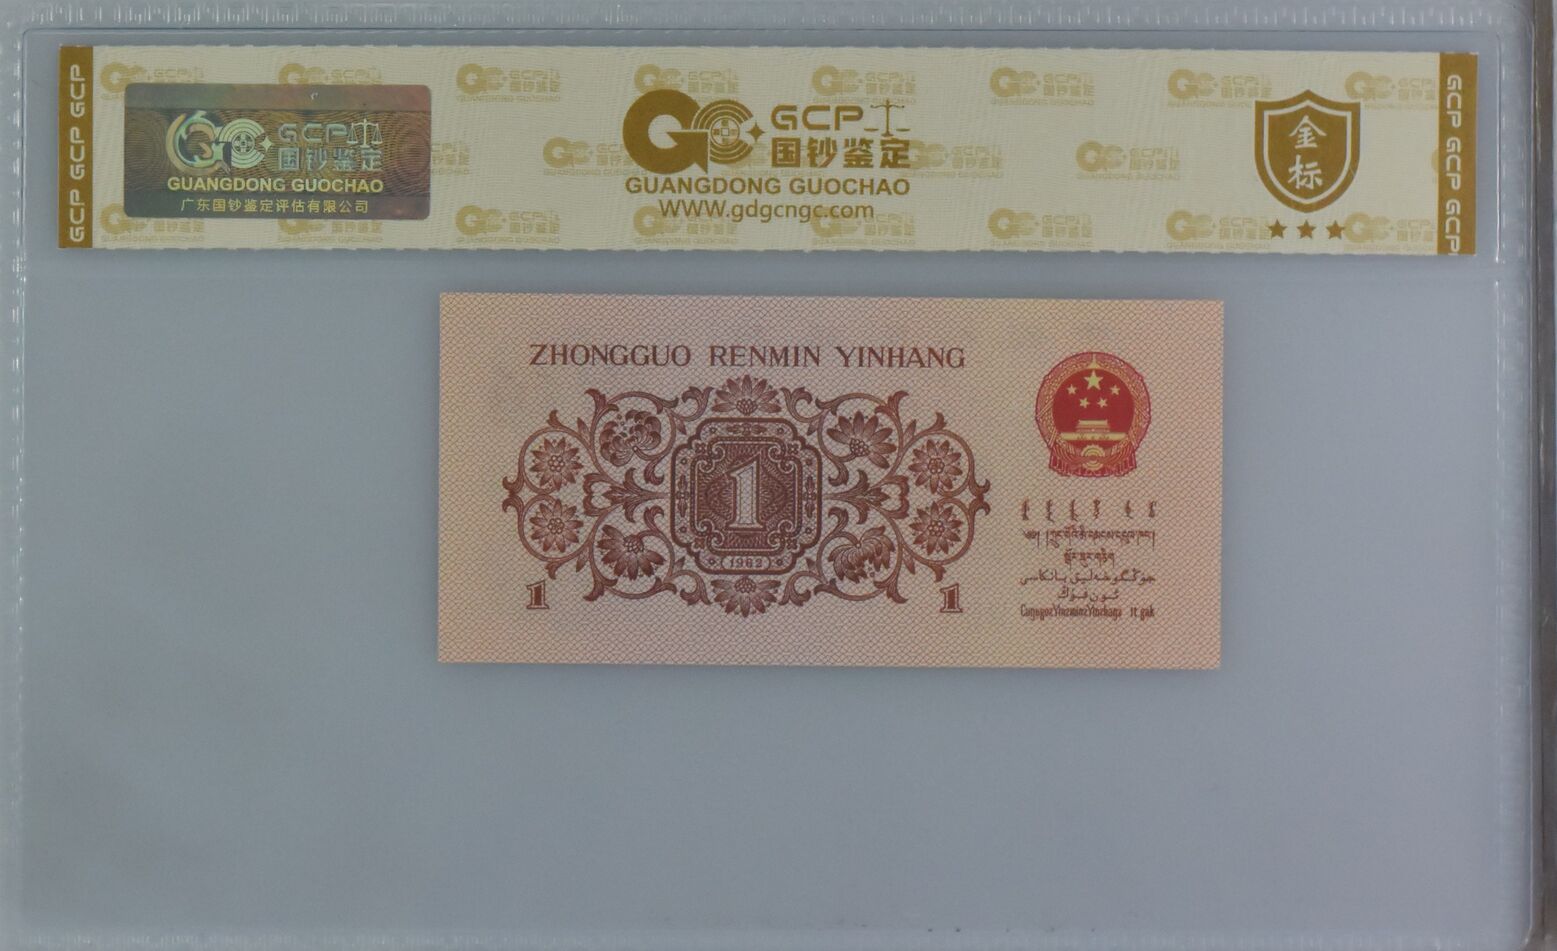 GCP GCP GCP
GCP
国钞鉴定
GUANGDONG GUOCHAO
广东国钞鉴定评估有限公司
GCP
国钞鉴定
GUANGDONG GUOCHAO
WWW.gdgcngc.com
金标
GCP GCP GCP
ZHONGGUO RENMIN YINHANG
1
(1962)
1
1